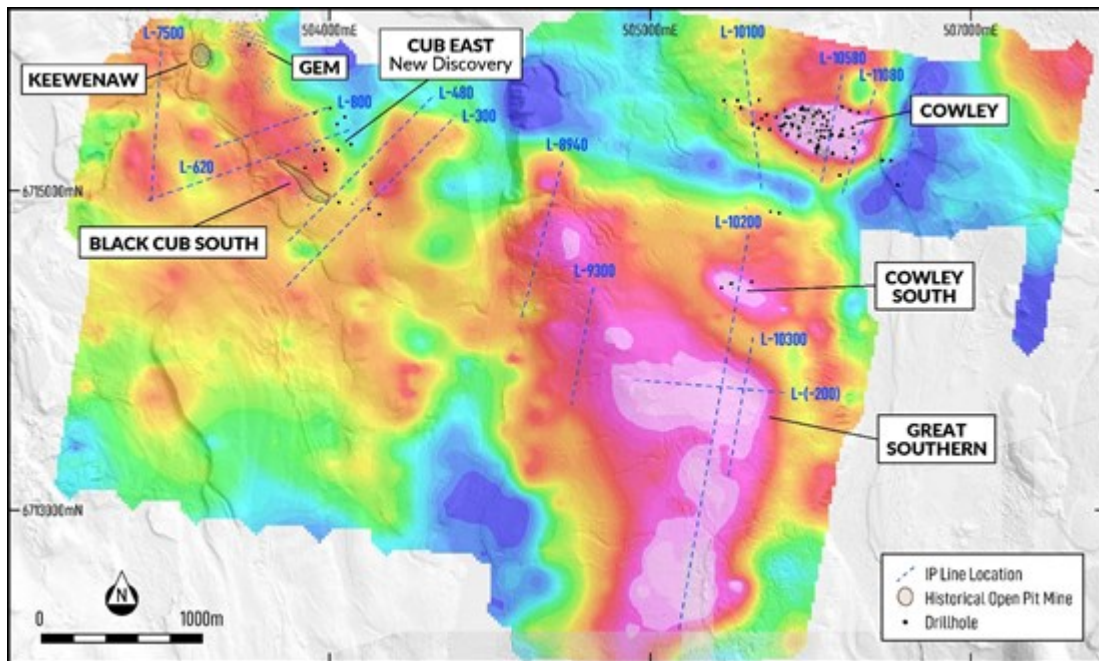 504000mE
505000mE
507000mE
L-7500
KEEWENAW
GEM
CUB EAST
New Discovery
L-800
L-480
L-300
L-620
BLACK CUB SOUTH
L-8940
L-9300
L-10100
L-10580
L-11080
COWLEY
6715000mN
L-10200
COWLEY
SOUTH
L-10300
L-(-200)
GREAT
SOUTHERN
6713000mN
N
0
1000m
IP Line Location
Historical Open Pit Mine
Drillhole